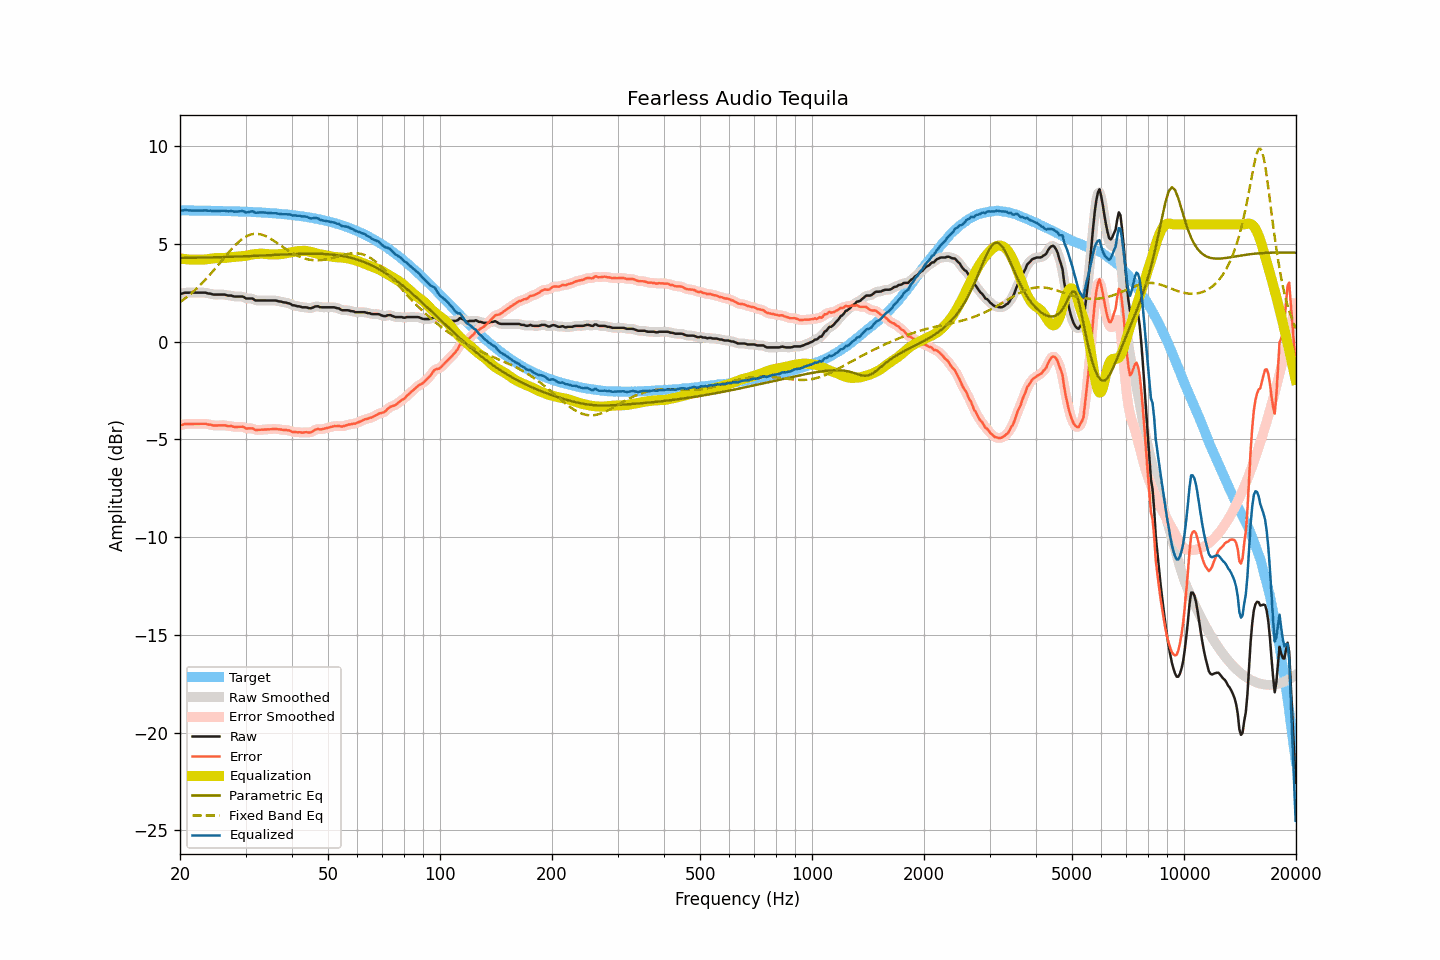 Fearless Audio Tequila
10
5
0
−5
−10
−15
−20
−25
Amplitude (dBr)
Target
Raw Smoothed
Error Smoothed
Raw
Error
Equalization
Parametric Eq
Fixed Band Eq
Equalized
20 50 100 200 500 1000 2000 5000 10000 20000
Frequency (Hz)